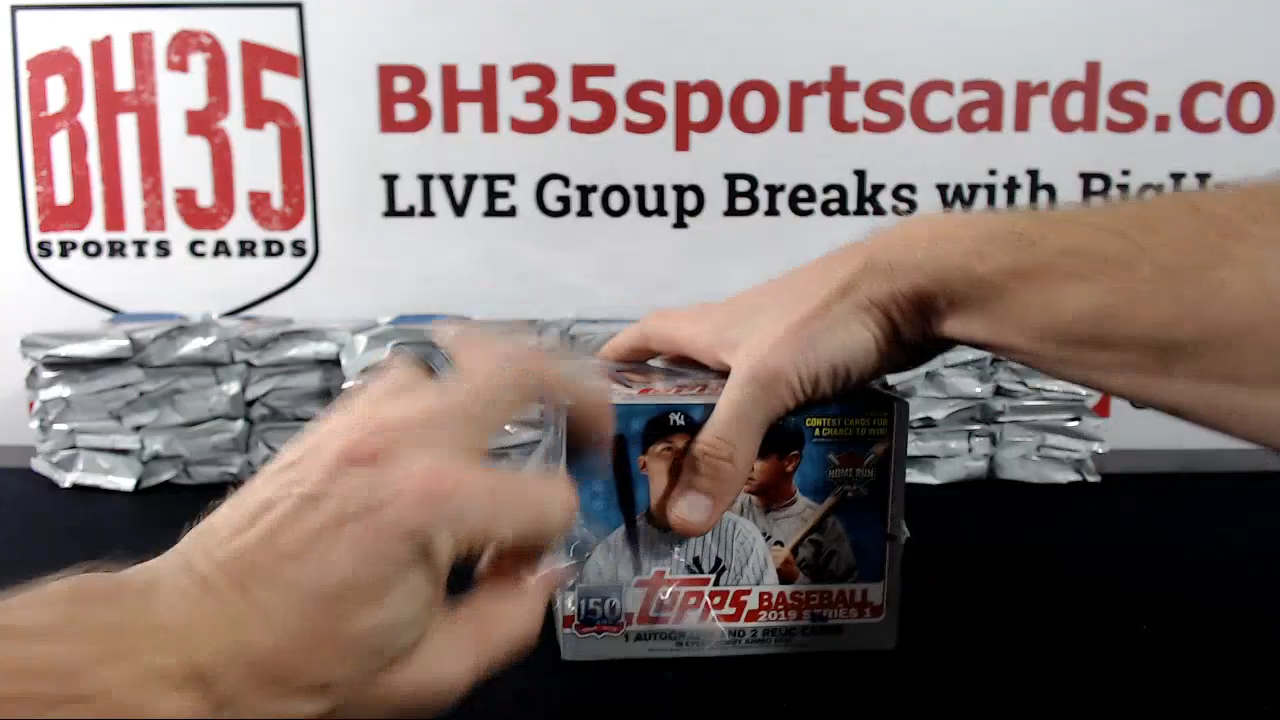 BH35
SPORTS CARDS
BH35sportscards.co
LIVE Group Breaks with
NY
CONTEST CARDS FOR
A CHANCE TO WIN!
HOME RUN
150
TOPPS BASEBALL
2019 SERIES 1
1 AUTOGRAPH AND 2 RELIC CARDS